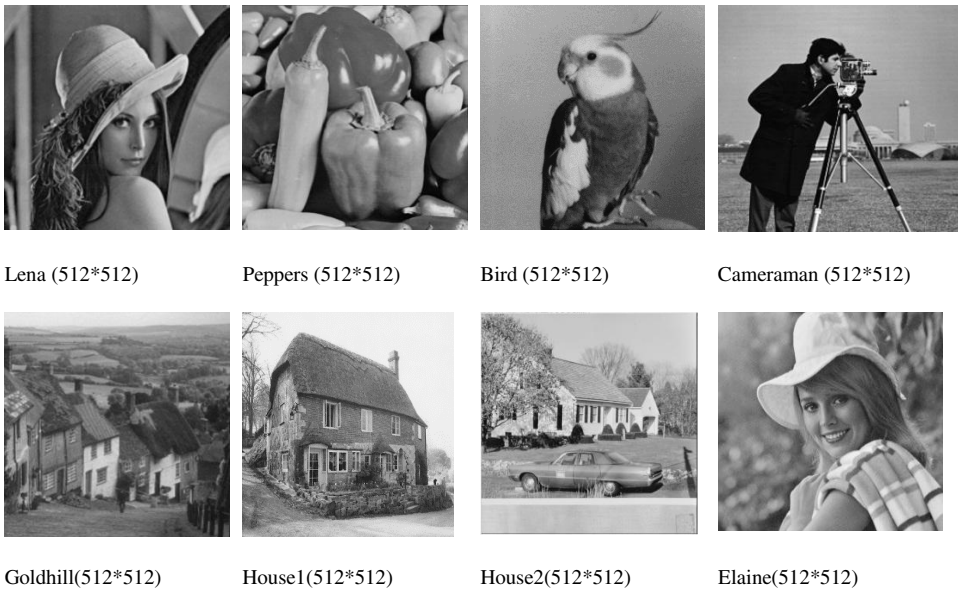 Lena (512*512)
Peppers (512*512)
Bird (512*512)
Cameraman (512*512)
Goldhill(512*512)
House1(512*512)
House2(512*512)
Elaine(512*512)